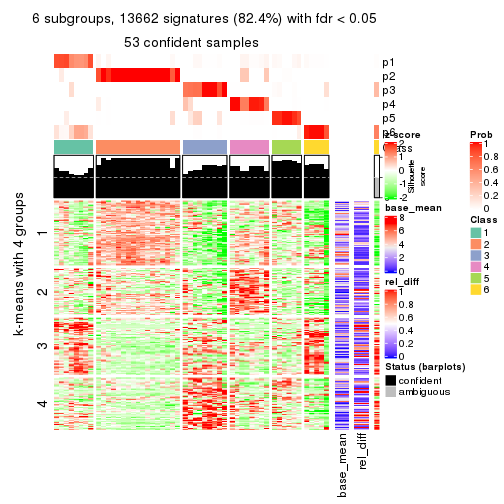 6 subgroups, 13662 signatures (82.4%) with fdr < 0.05
53 confident samples
p1
p2
p3
p4
p5
p6
Class
z-score
2
1
0
-1
-2
Silhouette
score
Prob
1
0.8
0.6
0.4
0.2
0
Class
1
2
3
4
5
6
base_mean
8
6
4
2
0
rel_diff
1
0.8
0.6
0.4
0.2
0
Status (barplots)
confident
ambiguous
k-means with 4 groups
1
2
3
4
base_mean
rel_diff